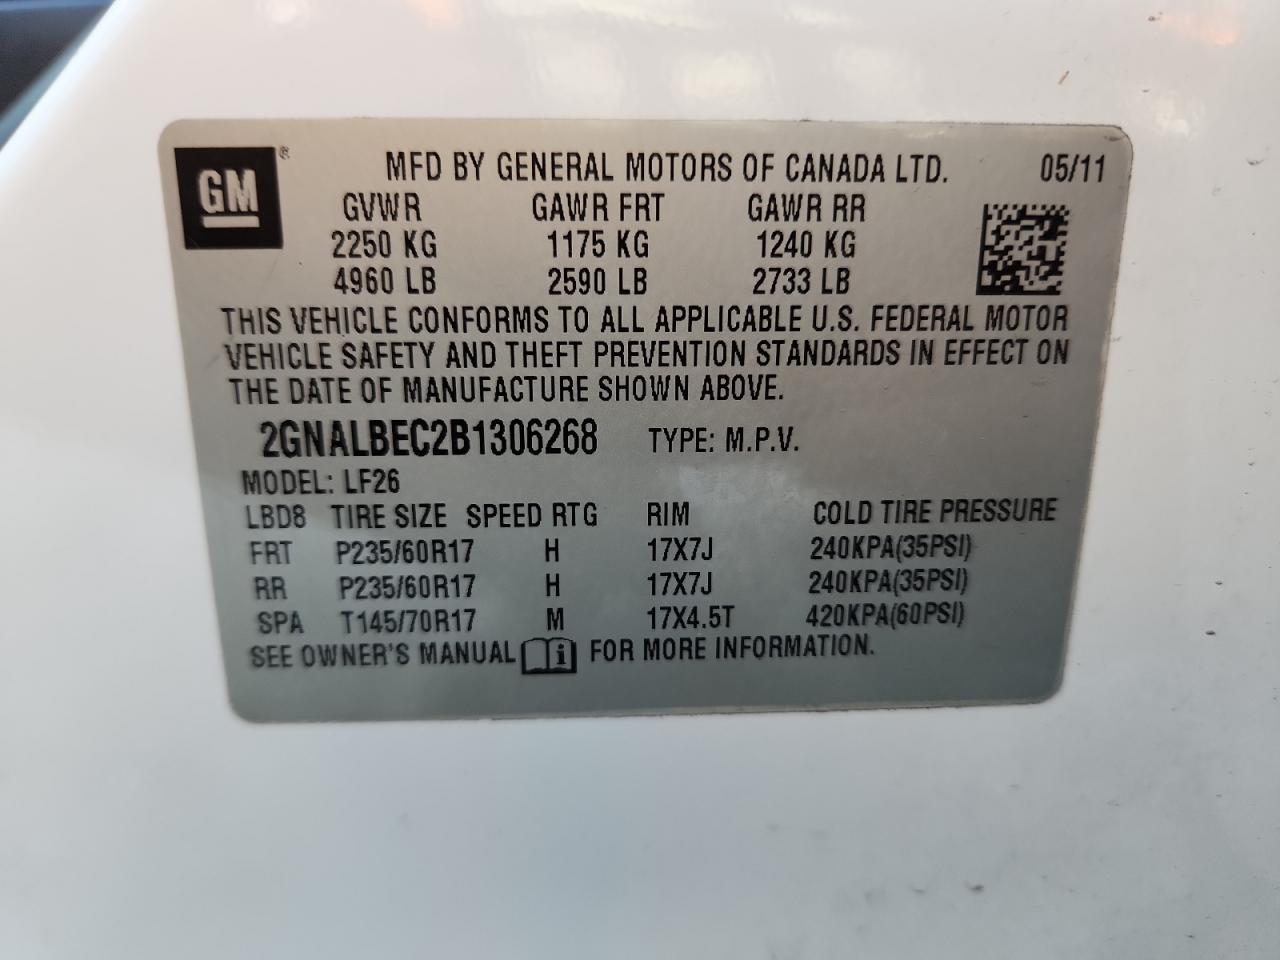 GM ® MFD BY GENERAL MOTORS OF CANADA LTD. 05/11
GVWR GAWR FRT GAWR RR
2250 KG 1175 KG 1240 KG
4960 LB 2590 LB 2733 LB
THIS VEHICLE CONFORMS TO ALL APPLICABLE U.S. FEDERAL MOTOR
VEHICLE SAFETY AND THEFT PREVENTION STANDARDS IN EFFECT ON
THE DATE OF MANUFACTURE SHOWN ABOVE.
2GNALBEC2B1306268 TYPE: M.P.V.
MODEL: LF26
LBD8 TIRE SIZE SPEED RTG RIM COLD TIRE PRESSURE
FRT P235/60R17 H 17X7J 240KPA(35PSI)
RR P235/60R17 H 17X7J 240KPA(35PSI)
SPA T145/70R17 M 17X4.5T 420KPA(60PSI)
SEE OWNER'S MANUAL i FOR MORE INFORMATION.